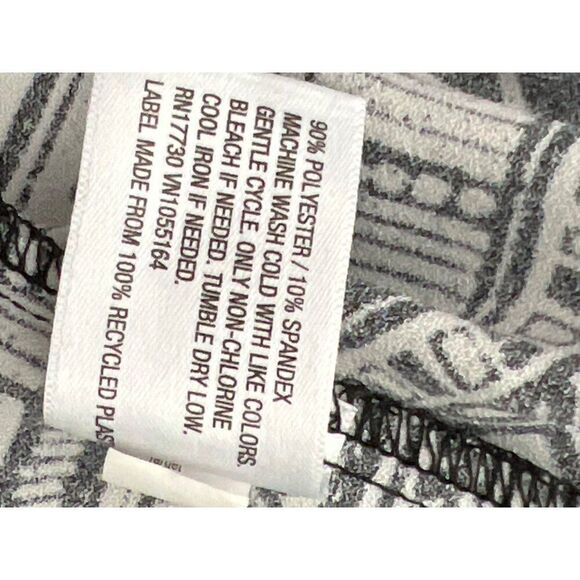 90% POLYESTER / 10% SPANDEX
MACHINE WASH COLD WITH LIKE COLORS.
GENTLE CYCLE. ONLY NON-CHLORINE
BLEACH IF NEEDED. TUMBLE DRY LOW,
COOL IRON IF NEEDED.
RN17730 VN1055164
LABEL MADE FROM 100% RECYCLED PLAS